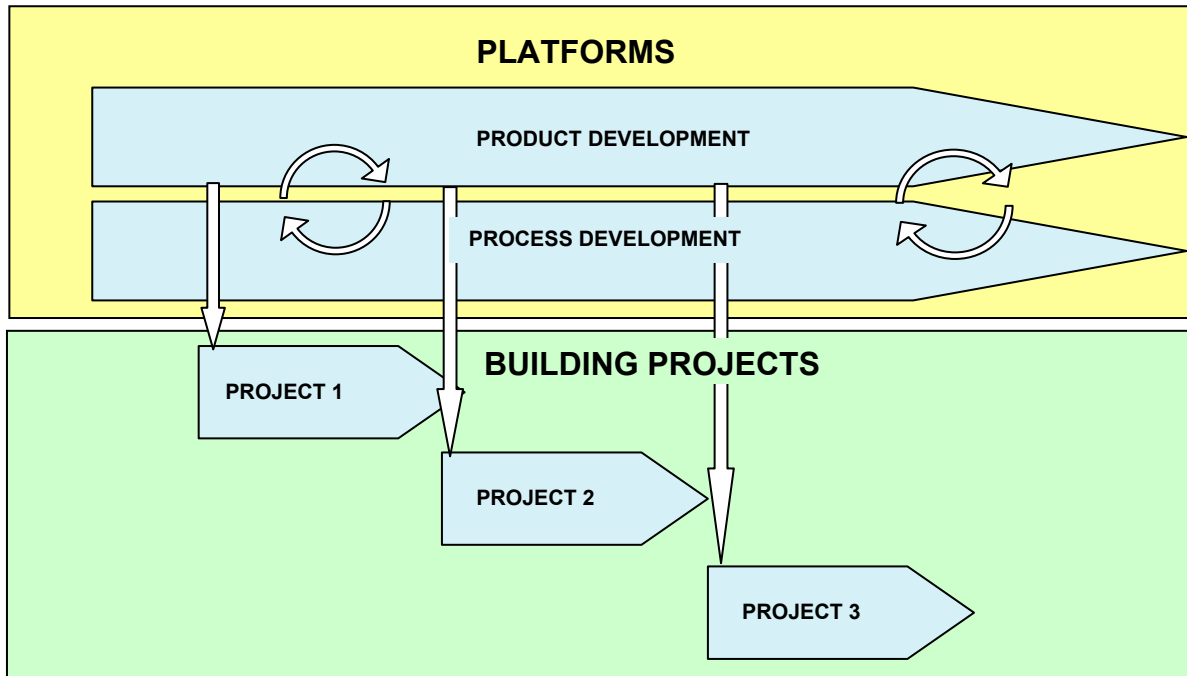 PLATFORMS
PRODUCT DEVELOPMENT
PROCESS DEVELOPMENT
BUILDING PROJECTS
PROJECT 1
PROJECT 2
PROJECT 3